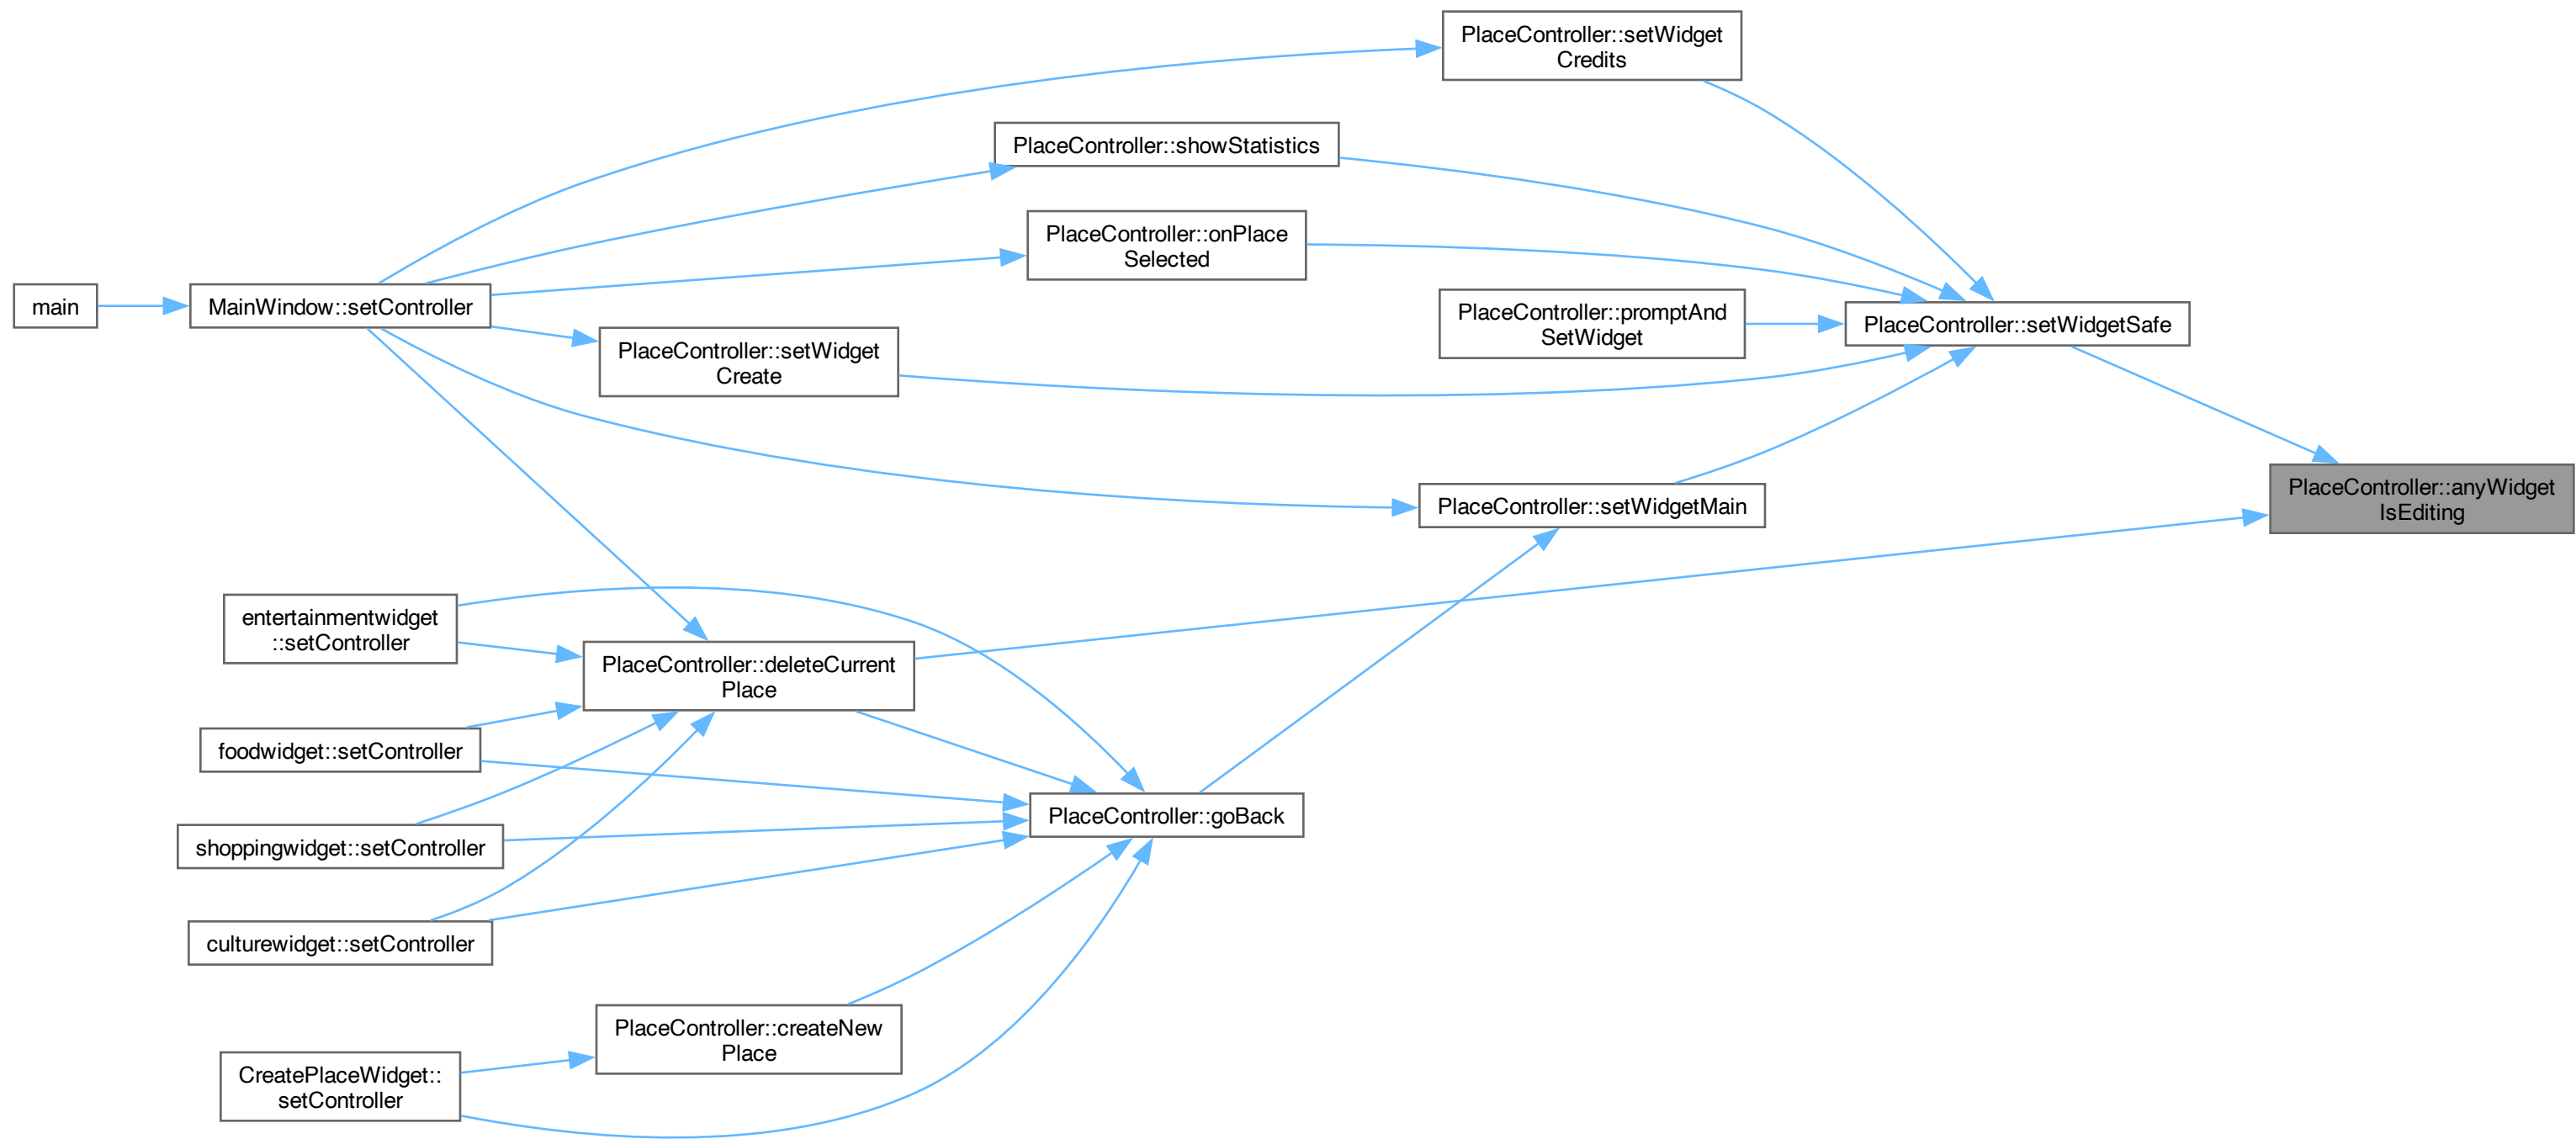 PlaceController::setWidget
Credits
PlaceController::showStatistics
PlaceController::onPlace
Selected
main
MainWindow::setController
PlaceController::promptAnd
SetWidget
PlaceController::setWidgetSafe
PlaceController::setWidget
Create
PlaceController::setWidgetMain
PlaceController::anyWidget
IsEditing
entertainmentwidget
::setController
PlaceController::deleteCurrent
Place
foodwidget::setController
PlaceController::goBack
shoppingwidget::setController
culturewidget::setController
PlaceController::createNew
Place
CreatePlaceWidget::
setController